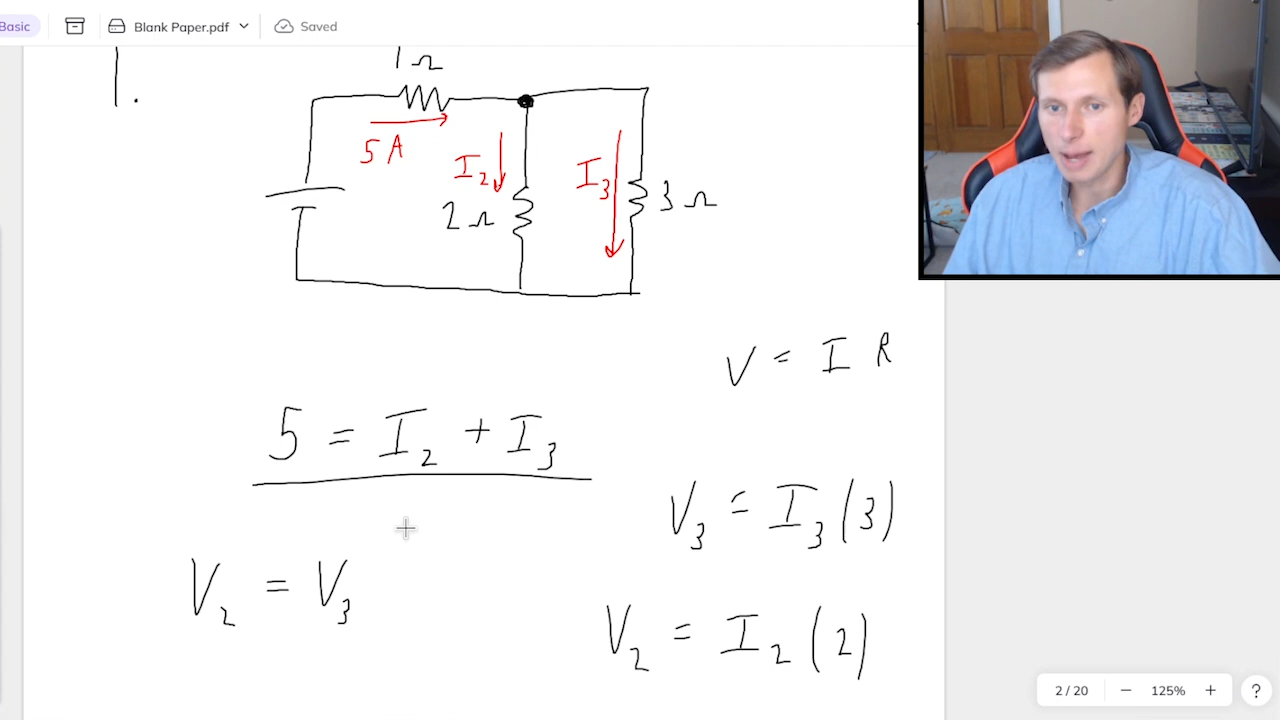 Basic Blank Paper.pdf Saved
1.
1 Ω
5 A
I₂
I₃
2 Ω
3 Ω
V = I R
5 = I₂ + I₃
V₃ = I₃ (3)
V₂ = V₃
V₂ = I₂ (2)
2 / 20 − 125% + ?